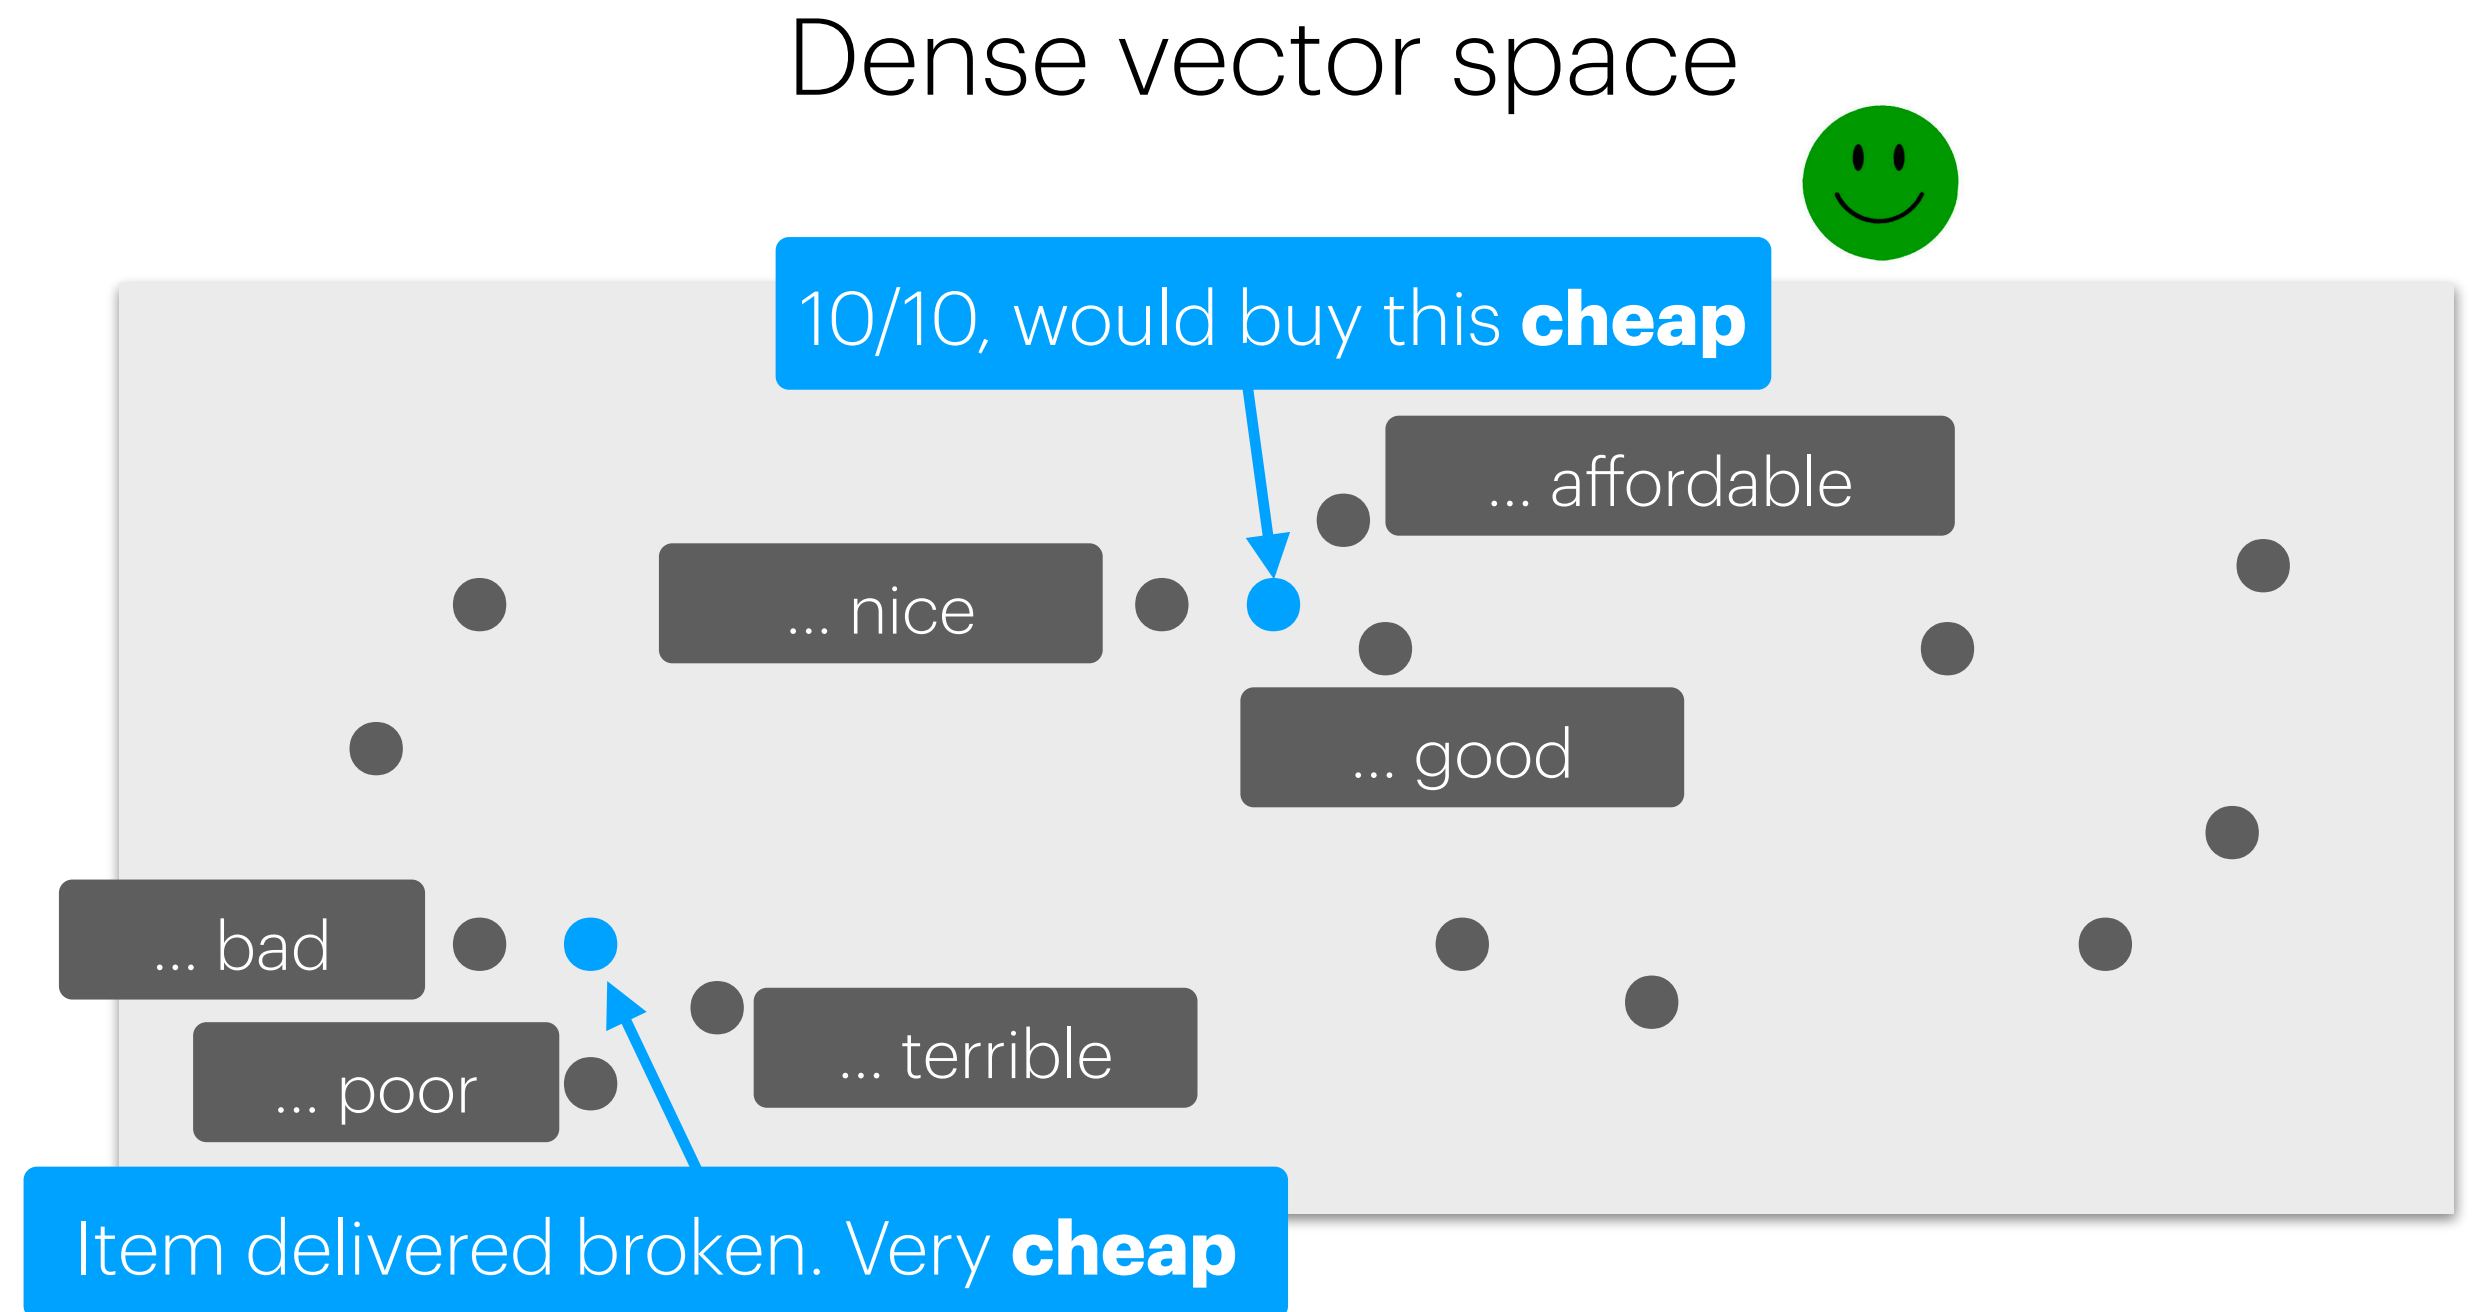 Dense vector space
10/10, would buy this cheap
... affordable
... nice
... good
... bad
... terrible
... poor
Item delivered broken. Very cheap